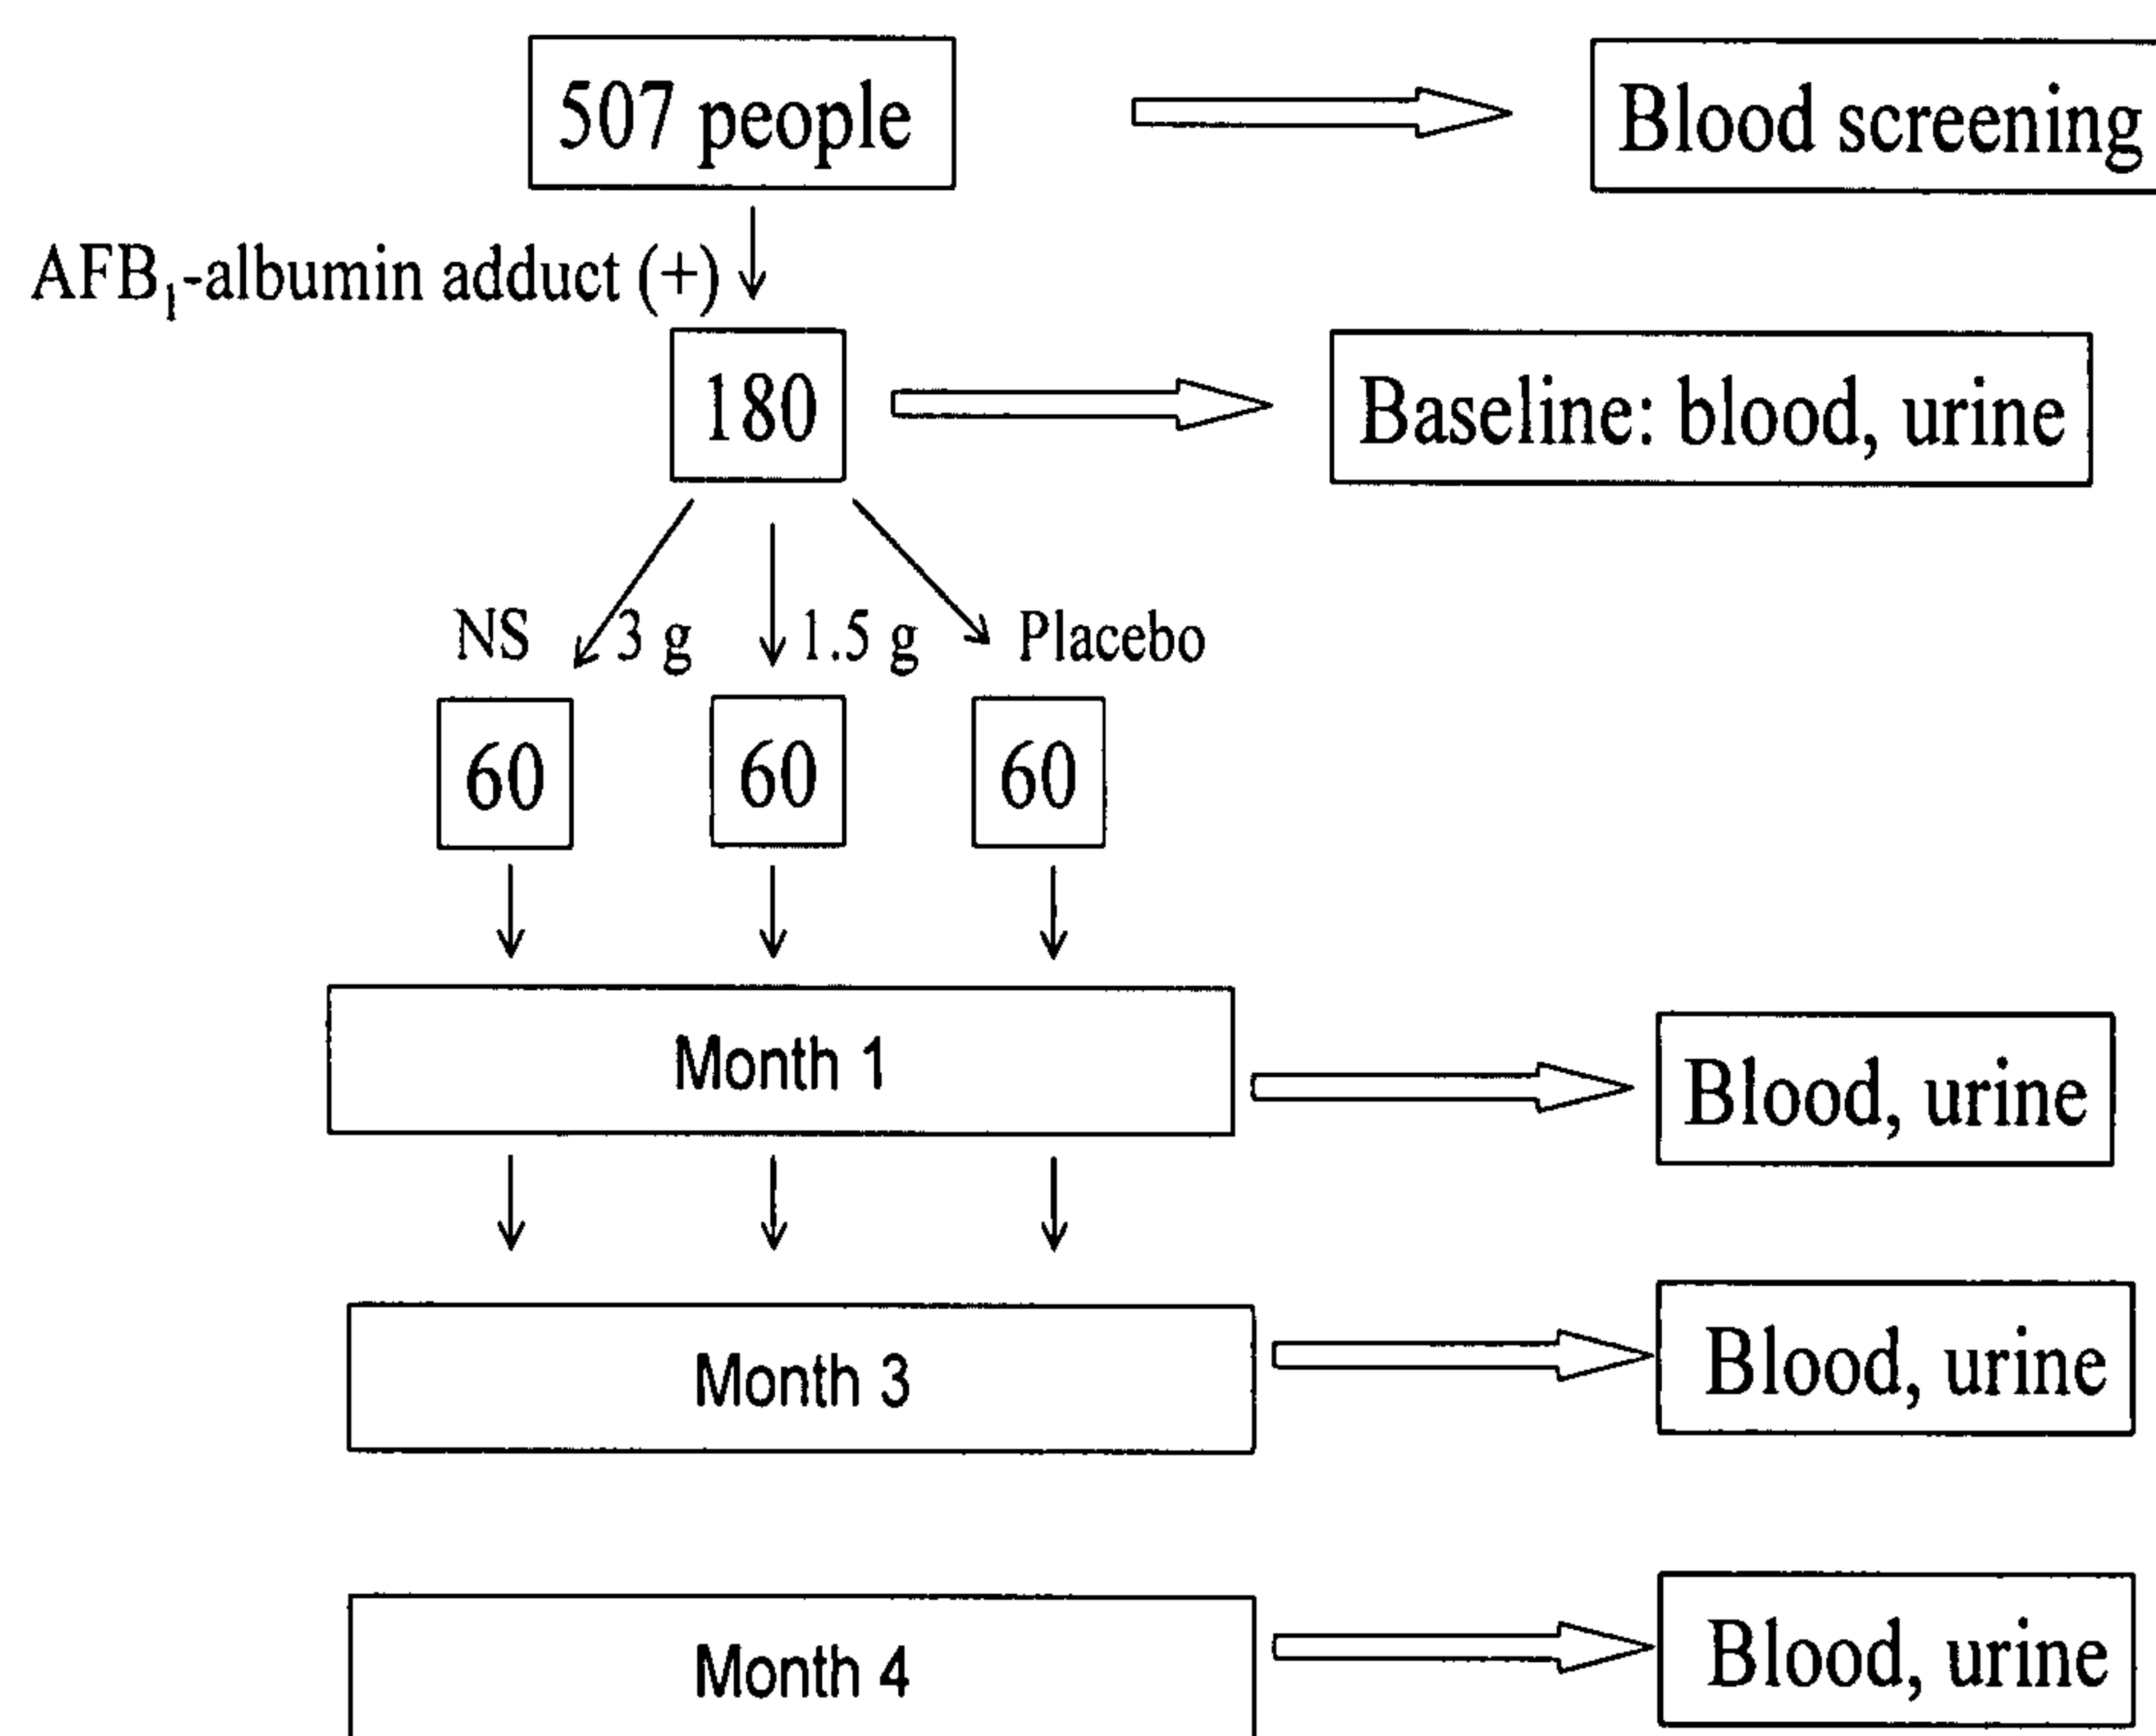 507 people
Blood screening
AFB₁-albumin adduct (+)
180
Baseline: blood, urine
NS 3 g 1.5 g Placebo
60 60 60
Month 1
Blood, urine
Month 3
Blood, urine
Month 4
Blood, urine